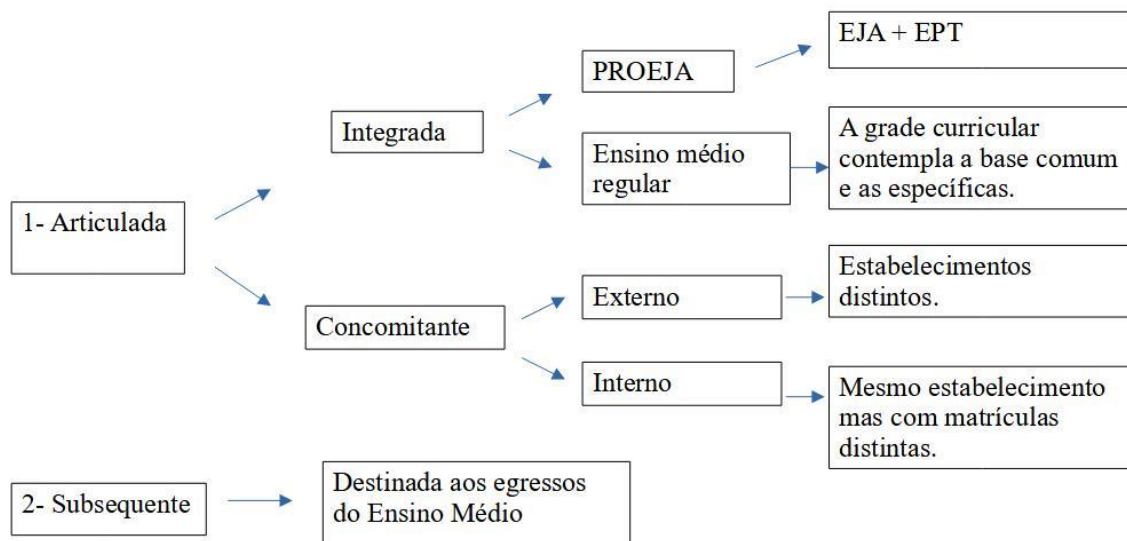 EJA + EPT
PROEJA
Integrada
Ensino médio
regular
A grade curricular
contempla a base comum
e as específicas.
1- Articulada
Externo
Estabelecimentos
distintos.
Concomitante
Interno
Mesmo estabelecimento
mas com matrículas
distintas.
2- Subsequente
Destinada aos egressos
do Ensino Médio